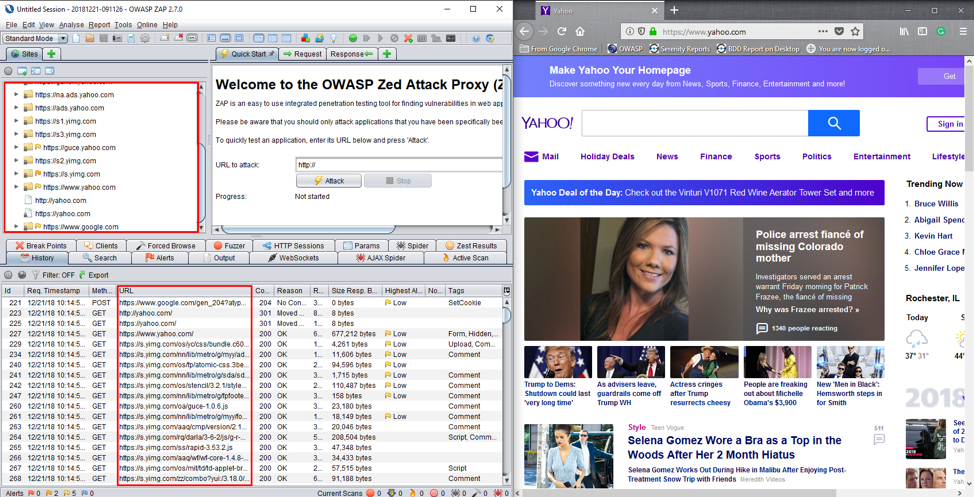 Untitled Session - 20181221-091126 - OWASP ZAP 2.7.0
File Edit View Analyse Report Tools Online Help
Standard Mode
Sites
Quick Start
Request
Response
https://na.ads.yahoo.com
https://ads.yahoo.com
https://s1.yimg.com
https://s3.yimg.com
https://guce.yahoo.com
https://s2.yimg.com
https://s.yimg.com
https://www.yahoo.com
http://yahoo.com
https://yahoo.com
https://www.google.com
Welcome to the OWASP Zed Attack Proxy (Z
ZAP is an easy to use integrated penetration testing tool for finding vulnerabilities in web app
Please be aware that you should only attack applications that you have been specifically been
To quickly test an application, enter its URL below and press 'Attack'.
URL to attack: http://
Attack
Stop
Progress: Not started
Break Points Clients Forced Browse Fuzzer HTTP Sessions Params Spider Zest Results
History Search Alerts Output WebSockets AJAX Spider Active Scan
Filter: OFF Export
Id Req. Timestamp Meth... URL Co... Reason R... Size Resp. B... Highest Al... No... Tags
221 12/21/18 10:14:5... POST https://www.google.com/gen_204?atyp... 204 No Con... 3... 0 bytes Low SetCookie
223 12/21/18 10:14:5... GET http://yahoo.com/ 301 Moved ... 8... 8 bytes
225 12/21/18 10:14:5... GET https://yahoo.com/ 301 Moved ... 1... 8 bytes
227 12/21/18 10:14:5... GET https://www.yahoo.com/ 200 OK 6... 677,212 bytes Low Form, Hidden,...
229 12/21/18 10:14:5... GET https://s.yimg.com/os/yc/css/bundle.c60... 200 OK 1... 4,261 bytes Low Upload, Com...
234 12/21/18 10:14:5... GET https://s.yimg.com/nn/lib/metro/g/myy/ad... 200 OK 1... 11,606 bytes Low Comment
240 12/21/18 10:14:5... GET https://s.yimg.com/os/fp/atomic-css.3be... 200 OK 2... 94,596 bytes Low
241 12/21/18 10:14:5... GET https://s.yimg.com/nn/lib/metro/g/sda/sd... 200 OK 1... 1,715 bytes Low Comment
242 12/21/18 10:14:5... GET https://s.yimg.com/os/stencil/3.2.1/style... 200 OK 2... 110,487 bytes Low Comment
247 12/21/18 10:14:5... GET https://s.yimg.com/nn/lib/metro/g/fpfoote... 200 OK 3... 158 bytes Low Comment
260 12/21/18 10:14:5... GET https://s.yimg.com/oa/guce-1.0.6.js 200 OK 3... 23,180 bytes Comment
261 12/21/18 10:14:5... GET https://s.yimg.com/nn/lib/metro/g/myy/fo... 200 OK 1... 18,149 bytes Low Comment
263 12/21/18 10:14:5... GET https://s.yimg.com/aaq/cmp/version/2.1... 200 OK 2... 26,046 bytes Comment
264 12/21/18 10:14:5... GET https://s.yimg.com/rq/darla/3-6-2/js/g-r-... 200 OK 5... 208,504 bytes Script, Comm...
265 12/21/18 10:14:5... GET https://s.yimg.com/ss/rapid-3.53.2.js 200 OK 3... 47,348 bytes
266 12/21/18 10:14:5... GET https://s.yimg.com/aaq/wf/wf-core-1.4.8-... 200 OK 3... 34,433 bytes
267 12/21/18 10:14:5... GET https://s.yimg.com/os/mit/td/td-applet-br... 200 OK 2... 57,515 bytes Script
268 12/21/18 10:14:5... GET https://s.yimg.com/zz/combo?yui:/3.18.0/... 200 OK 6... 91,188 bytes Comment
Alerts 0 2 5 0 Current Scans 0 0 0 0 0 0 0
Yahoo
https://www.yahoo.com
From Google Chrome OWASP Serenity Reports BDD Report on Desktop You are now logged o...
Make Yahoo Your Homepage
Discover something new every day from News, Sports, Finance, Entertainment and more!
Get
YAHOO!
Sign in
Mail Holiday Deals News Finance Sports Politics Entertainment Lifestyle
Yahoo Deal of the Day: Check out the Vinturi V1071 Red Wine Aerator Tower Set and more
Police arrest fiancé of
missing Colorado
mother
Investigators served an arrest
warrant Friday morning for Patrick
Frazee, the fiancé of missing
Why was Frazee arrested? »
1340 people reading
Trending Now
1. Bruce Willis
2. Abigail Spenc
3. Kevin Hart
4. Chloe Grace
5. Jennifer Lope
Rochester, IL
Today
37° 31°
S
2018
Trump to Dems:
Shutdown could last
'very long time'
As advisers leave,
guardrails come off
Trump WH
Actress cringes
after Trump
resurrects cheesy
People are freaking
out about Michelle
Obama's $3,900
New 'Men in Black':
Hemsworth steps in
for Smith
Style Teen Vogue
Selena Gomez Wore a Bra as a Top in the
Woods After Her 2 Month Hiatus
Selena Gomez Works Out During Hike in Malibu After Enjoying Post-
Treatment Snow Trip with Friends Meredith Videos
511
See
of 2
to D
Yea
in e